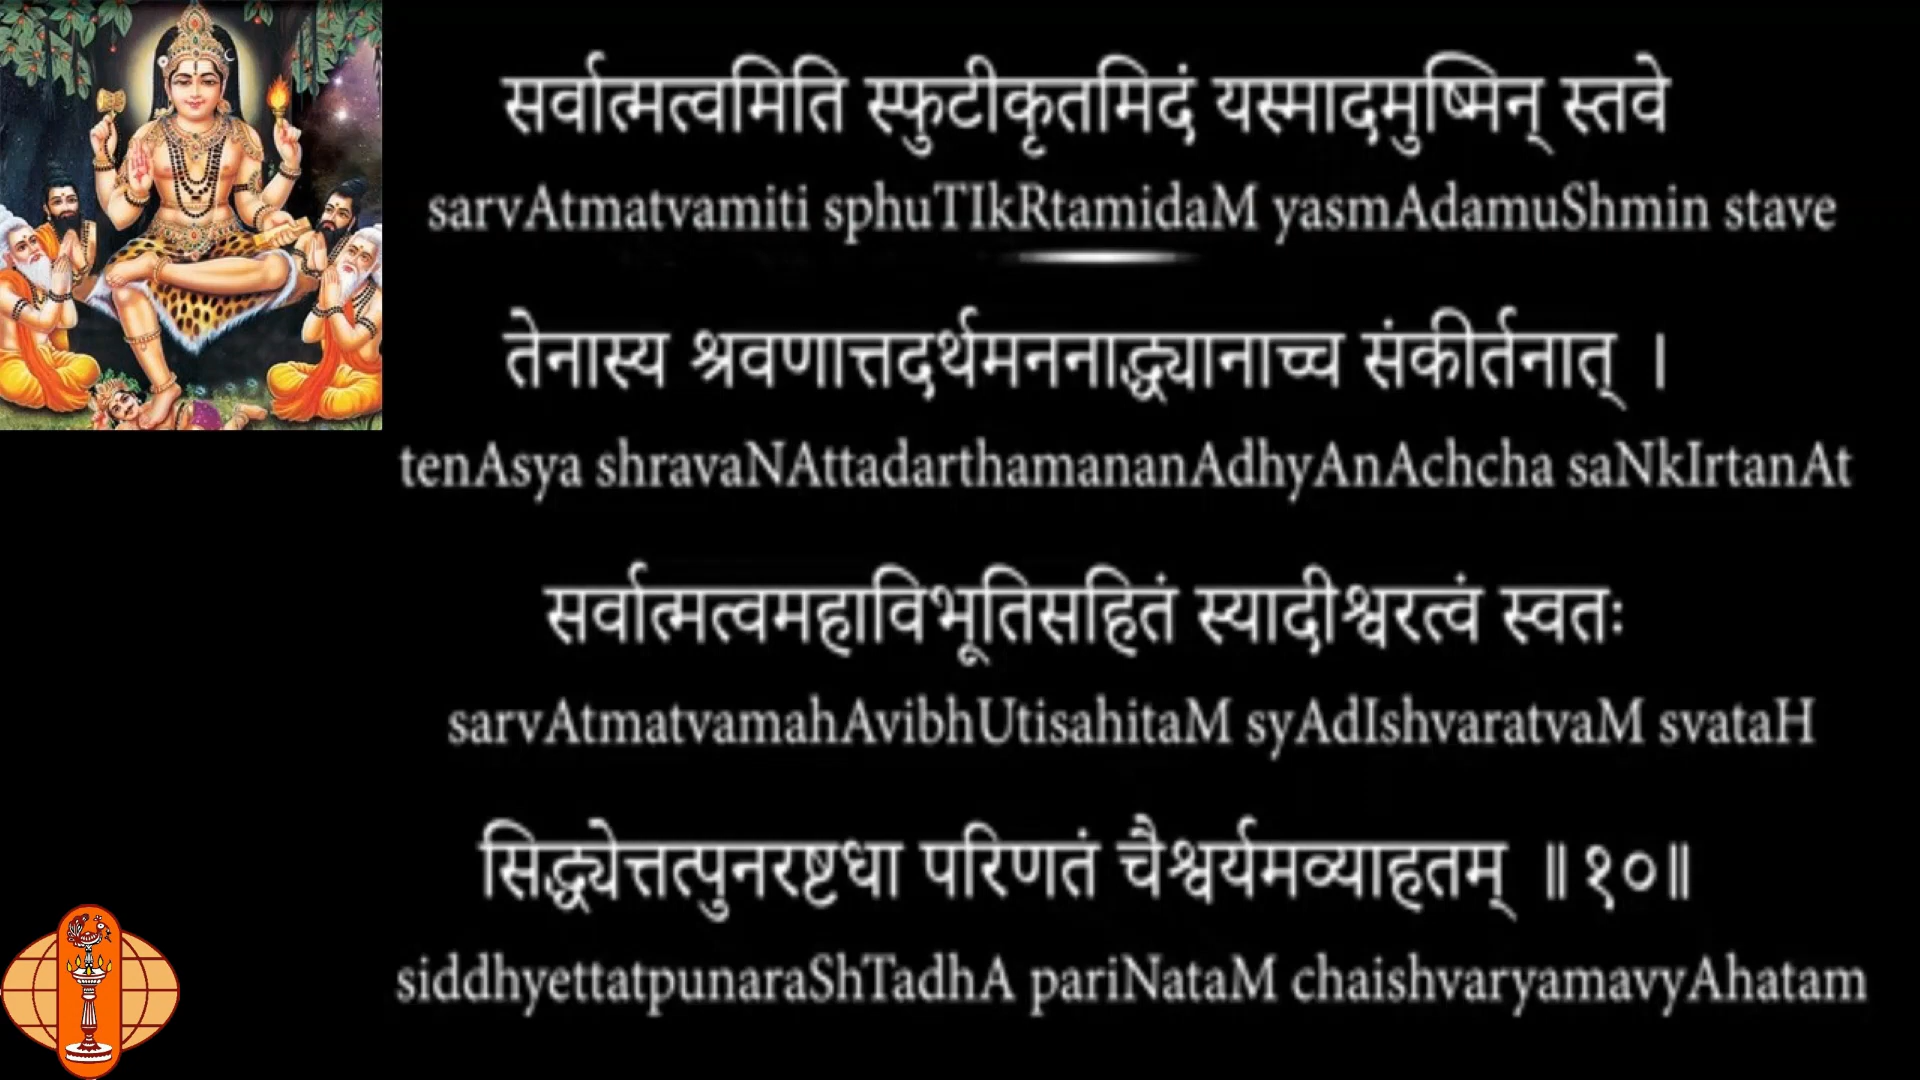 सर्वात्मत्वमिति स्फुटीकृतमिदं यस्मादमुष्मिन् स्तवे
sarvAtmatvamiti sphuTIkRtamidaM yasmAdamuShmin stave
तेनास्य श्रवणात्तदर्थमननाद्ध्यानाच्च संकीर्तनात् ।
tenAsya shravaNAttadarthamananAdhyAnAchcha saNkIrtanAt
सर्वात्मत्वमहाविभूतिसहितं स्यादीश्वरत्वं स्वतः
sarvAtmatvamahAvibhUtisahitaM syAdIshvaratvaM svataH
सिद्ध्येत्तत्पुनरष्टधा परिणतं चैश्वर्यमव्याहतम् ॥१०॥
siddhyettatpunaraShTadhA pariNataM chaishvaryamavyAhatam